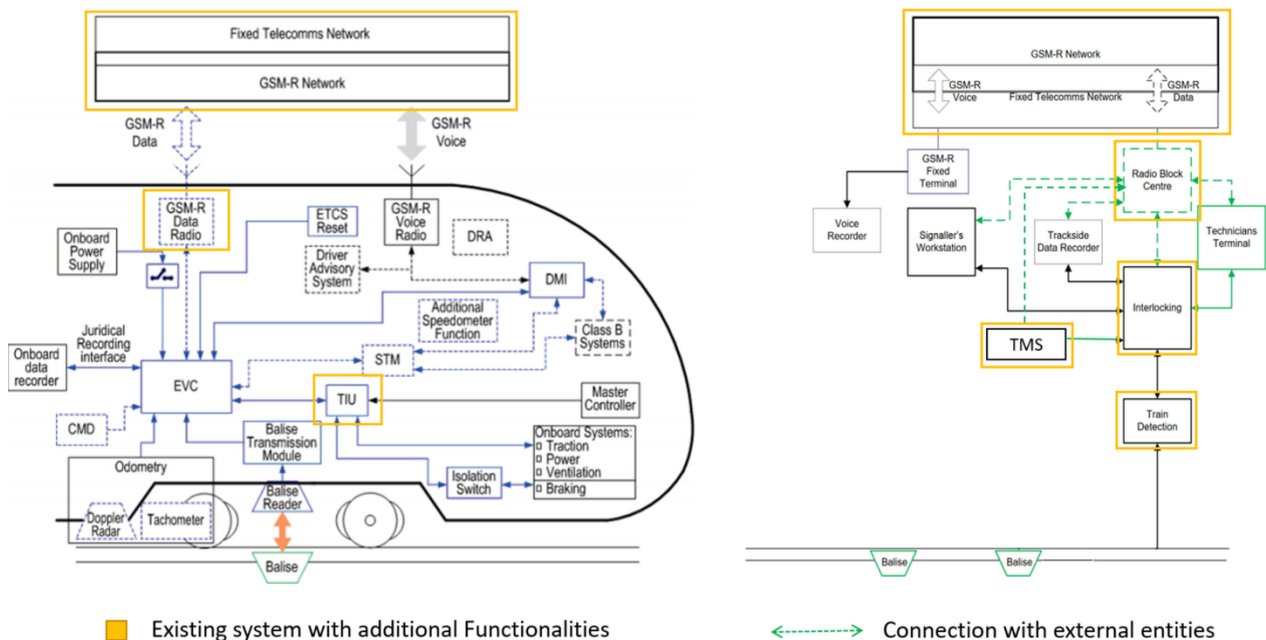 Fixed Telecomms Network
GSM-R Network
GSM-R
Data
GSM-R
Voice
GSM-R
Data
Radio
Onboard
Power
Supply
ETCS
Reset
GSM-R
Voice
Radio
DRA
Driver
Advisory
System
DMI
Additional
Speedometer
Function
Class B
Systems
Juridical
Recording
interface
Onboard
data
recorder
EVC
STM
TIU
Master
Controller
CMD
Balise
Transmission
Module
Onboard Systems:
Traction
Power
Ventilation
Braking
Isolation
Switch
Odometry
Balise
Reader
Doppler
Radar
Tachometer
Balise
GSM-R Network
GSM-R
Voice
Fixed Telecomms Network
GSM-R
Data
GSM-R
Fixed
Terminal
Radio Block
Centre
Voice
Recorder
Signaller's
Workstation
Trackside
Data Recorder
Technicians
Terminal
Interlocking
TMS
Train
Detection
Balise
Balise
Existing system with additional Functionalities
Connection with external entities